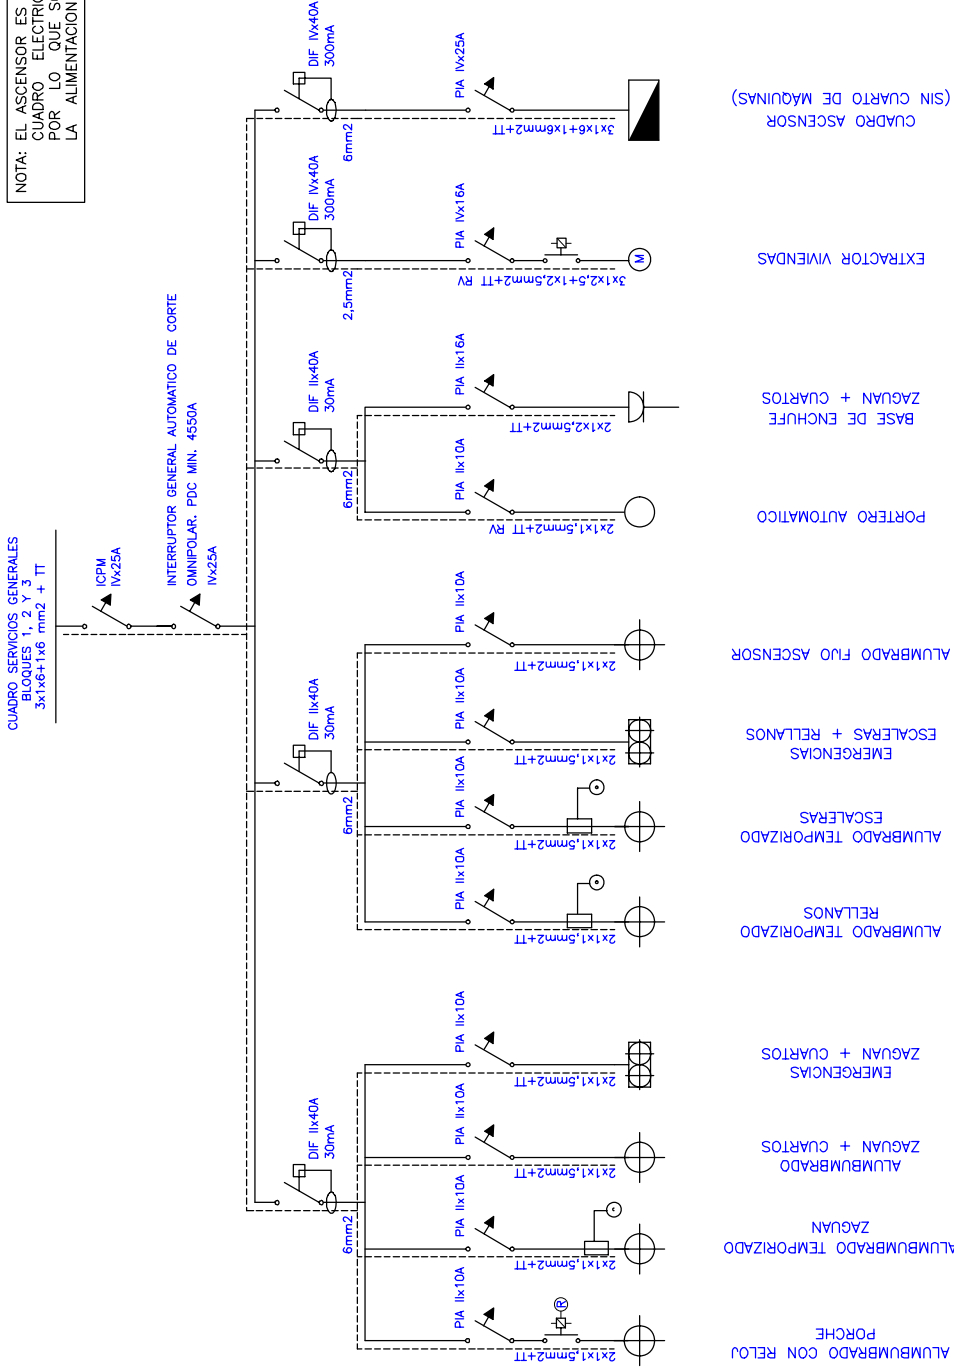 NOTA: EL ASCENSOR ES
CUADRO ELECTRIC
POR LO QUE SO
LA ALIMENTACION
CUADRO SERVICIOS GENERALES
BLOQUES 1, 2 Y 3
3x1x6+1x6 mm2 + TT
ICPM
IVx25A
INTERRUPTOR GENERAL AUTOMATICO DE CORTE
OMNIPOLAR. PDC MIN. 4550A
IVx25A
DIF IVx40A
300mA
6mm2
PIA IVx25A
3x1x6+1x6mm2+TT
CUADRO ASCENSOR
(SIN CUARTO DE MAQUINAS)
DIF IVx40A
300mA
2,5mm2
PIA IVx16A
3x1x2,5+1x2,5mm2+TT RV
M
EXTRACTOR VIVIENDAS
DIF IIx40A
30mA
6mm2
PIA IIx16A
2x1x2,5mm2+TT
BASE DE ENCHUFE
ZAGUAN + CUARTOS
PIA IIx10A
2x1x1,5mm2+TT RV
PORTERO AUTOMATICO
DIF IIx40A
30mA
6mm2
PIA IIx10A
2x1x1,5mm2+TT
ALUMBRADO FIJO ASCENSOR
PIA IIx10A
2x1x1,5mm2+TT
EMERGENCIAS
ESCALERAS + RELLANOS
PIA IIx10A
2x1x1,5mm2+TT
ALUMBRADO TEMPORIZADO
ESCALERAS
PIA IIx10A
2x1x1,5mm2+TT
ALUMBRADO TEMPORIZADO
RELLANOS
DIF IIx40A
30mA
6mm2
PIA IIx10A
2x1x1,5mm2+TT
EMERGENCIAS
ZAGUAN + CUARTOS
PIA IIx10A
2x1x1,5mm2+TT
ALUMBUMBRADO
ZAGUAN + CUARTOS
PIA IIx10A
2x1x1,5mm2+TT
ALUMBUMBRADO TEMPORIZADO
ZAGUAN
PIA IIx10A
R
2x1x1,5mm2+TT
ALUMBUMBRADO CON RELOJ
PORCHE